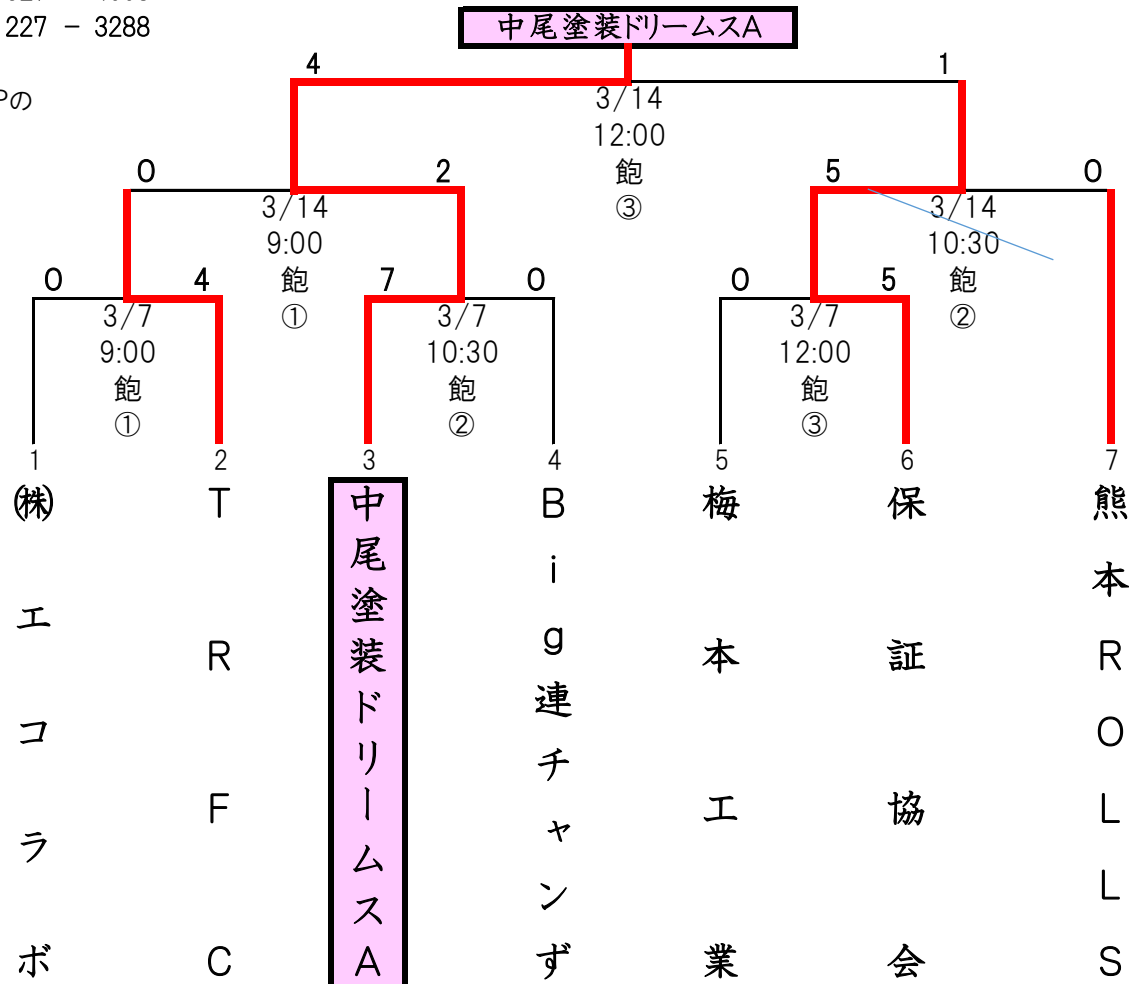 227 − 3288
中尾塗装ドリームスA
4
1
Pの
3/14
12:00
飽
③
0
2
5
0
3/14
9:00
飽
①
3/14
10:30
飽
②
0
4
7
0
0
5
3/7
9:00
飽
①
3/7
10:30
飽
②
3/7
12:00
飽
③
1
2
3
4
5
6
7
㈱エコラボ
TRFC
中尾塗装ドリームスA
Big連チャンず
梅本工業
保証協会
熊本ROLLS